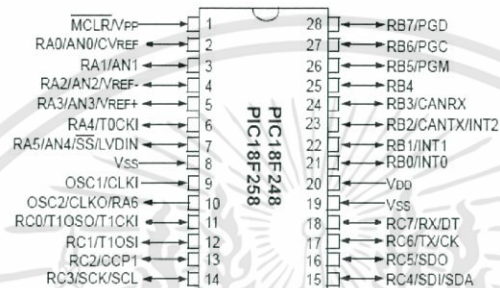 MCLR/VPP 1 28 RB7/PGD
RA0/AN0/CVREF 2 27 RB6/PGC
RA1/AN1 3 26 RB5/PGM
RA2/AN2/VREF- 4 25 RB4
RA3/AN3/VREF+ 5 24 RB3/CANRX
RA4/T0CKI 6 23 RB2/CANTX/INT2
RA5/AN4/SS/LVDIN 7 22 RB1/INT1
VSS 8 21 RB0/INT0
OSC1/CLKI 9 20 VDD
OSC2/CLKO/RA6 10 19 VSS
RC0/T1OSO/T1CKI 11 18 RC7/RX/DT
RC1/T1OSI 12 17 RC6/TX/CK
RC2/CCP1 13 16 RC5/SDO
RC3/SCK/SCL 14 15 RC4/SDI/SDA
PIC18F248
PIC18F258